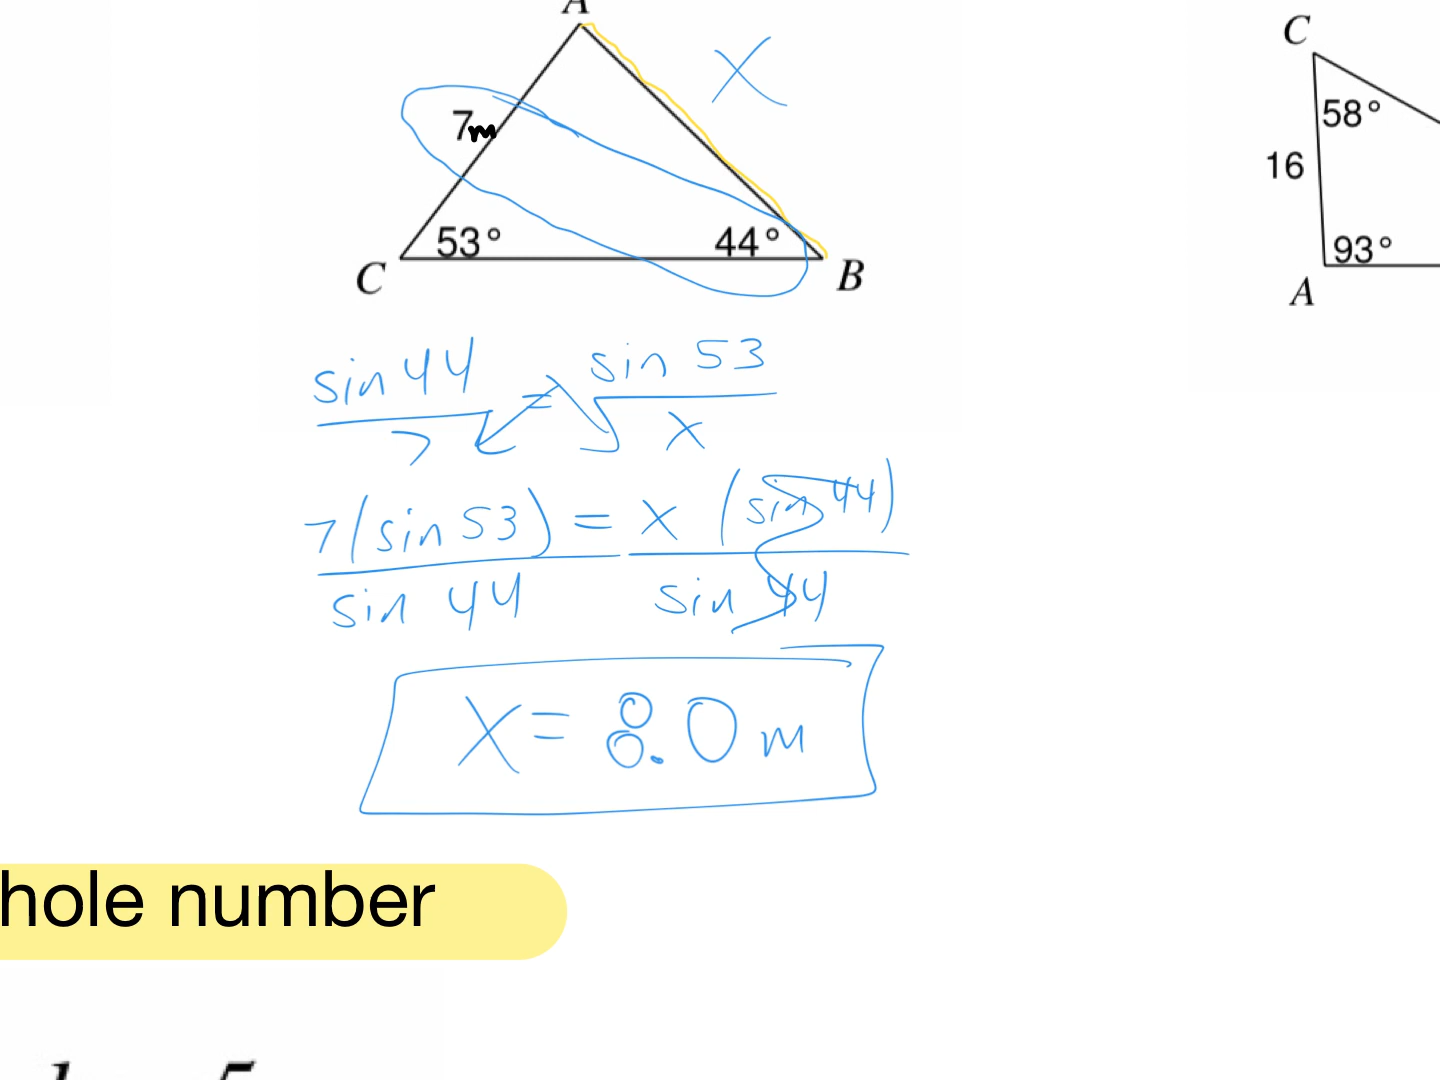 A
X
C
7m
58°
16
53°
44°
93°
C
B
A
sin 44 = sin 53
7 x
7(sin 53) = x (sin 44)
sin 44 sin 44
X = 8.0 m
hole number